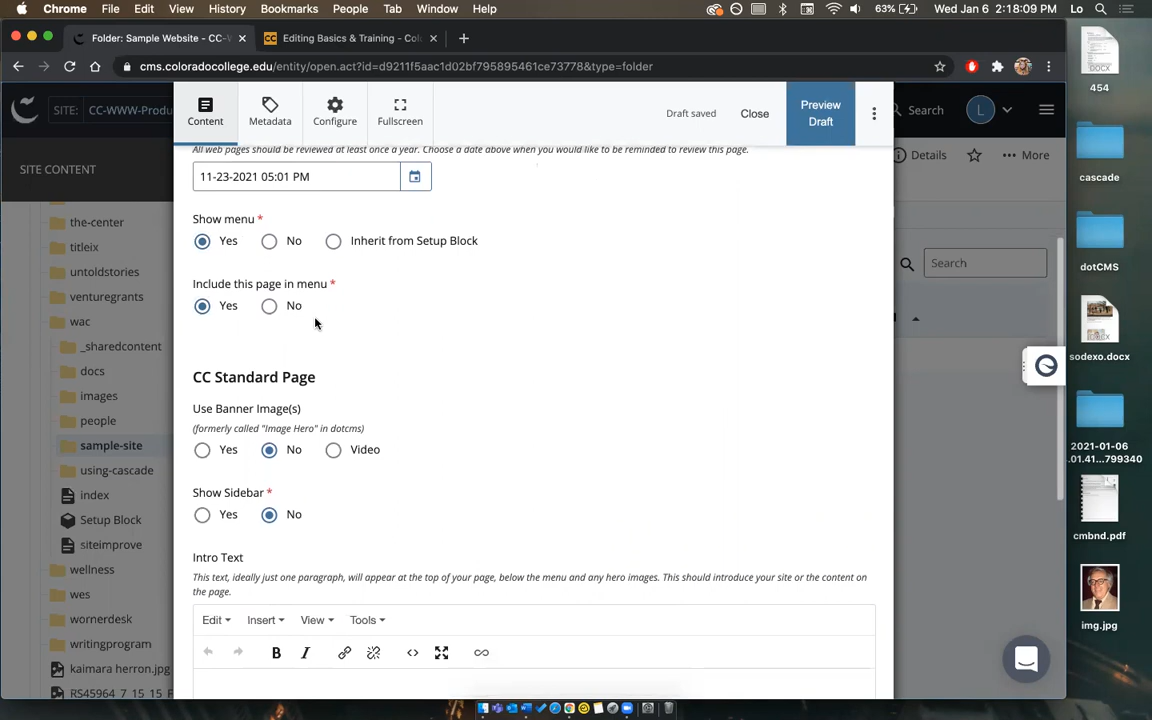 Chrome File Edit View History Bookmarks People Tab Window Help 63% Wed Jan 6 2:18:09 PM Lo
Folder: Sample Website - CC-W
Editing Basics & Training - Colo
cms.coloradocollege.edu/entity/open.act?id=d9211f5aac1d02bf795895461ce73778&type=folder
SITE: CC-WWW-Produ
Content
Metadata
Configure
Fullscreen
Draft saved
Close
Preview Draft
Search
L
SITE CONTENT
Details
More
the-center
titleix
untoldstories
venturegrants
wac
_sharedcontent
docs
images
people
sample-site
using-cascade
index
Setup Block
siteimprove
wellness
wes
wornerdesk
writingprogram
kaimara herron.jpg
RS45964_7_15_15_F
All web pages should be reviewed at least once a year. Choose a date above when you would like to be reminded to review this page.
11-23-2021 05:01 PM
Show menu *
Yes No Inherit from Setup Block
Include this page in menu *
Yes No
CC Standard Page
Use Banner Image(s)
(formerly called "Image Hero" in dotcms)
Yes No Video
Show Sidebar *
Yes No
Intro Text
This text, ideally just one paragraph, will appear at the top of your page, below the menu and any hero images. This should introduce your site or the content on
the page.
Edit Insert View Tools
B I
Search
454
cascade
dotCMS
sodexo.docx
2021-01-06
.01.41...799340
cmbnd.pdf
img.jpg